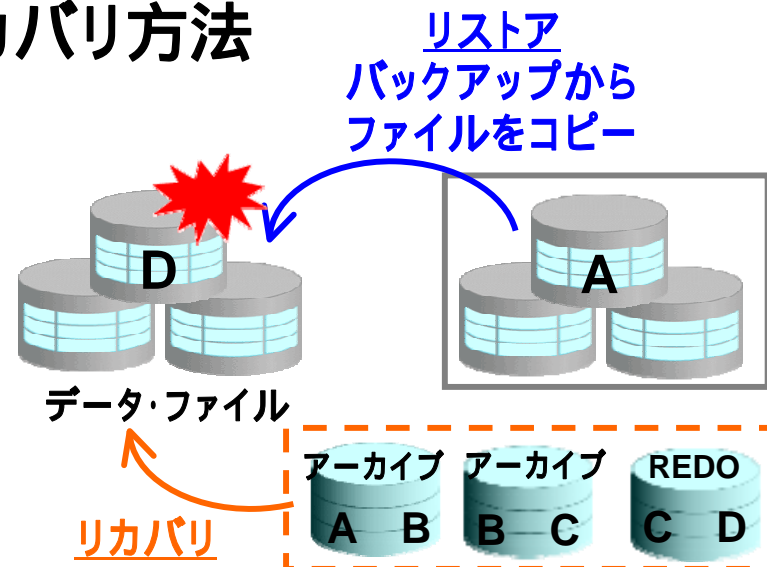 カバリ方法
リストア
バックアップから
ファイルをコピー
D
A
データ・ファイル
アーカイブ
アーカイブ
REDO
A B
B C
C D
リカバリ